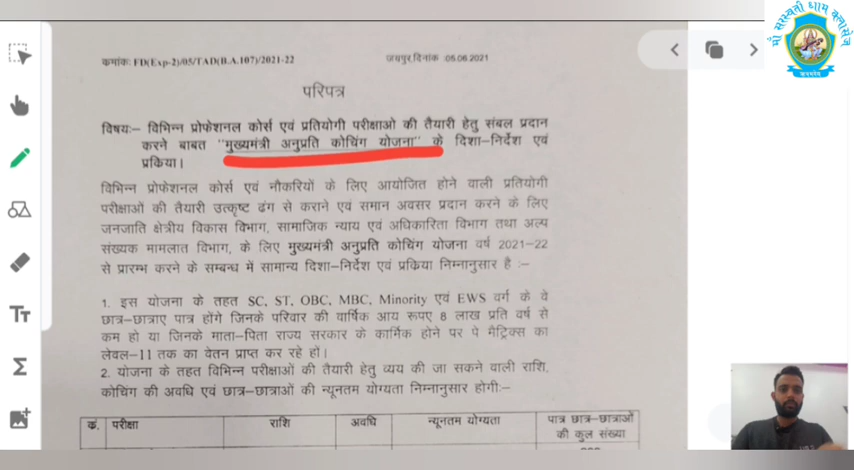 माँ सरस्वती धाम क्लासेज
जयपुर
कमांकः FD(Exp-2)/05/TAD(B.A.107)/2021-22 जयपुर,दिनांक :05.06.2021
परिपत्र
विषयः– विभिन्न प्रोफेशनल कोर्स एवं प्रतियोगी परीक्षाओं की तैयारी हेतु संबल प्रदान
करने बाबत "मुख्यमंत्री अनुप्रति कोचिंग योजना" के दिशा–निर्देश एवं
प्रकिया।
विभिन्न प्रोफेशनल कोर्स एवं नौकरियों के लिए आयोजित होने वाली प्रतियोगी
परीक्षाओं की तैयारी उत्कृष्ट ढंग से कराने एवं समान अवसर प्रदान करने के लिए
जनजाति क्षेत्रीय विकास विभाग, सामाजिक न्याय एवं अधिकारिता विभाग तथा अल्प
संख्यक मामलात विभाग, के लिए मुख्यमंत्री अनुप्रति कोचिंग योजना वर्ष 2021–22
से प्रारम्भ करने के सम्बन्ध में सामान्य दिशा–निर्देश एवं प्रकिया निम्नानुसार है :–
1. इस योजना के तहत SC, ST, OBC, MBC, Minority एवं EWS वर्ग के वे
छात्र–छात्राए पात्र होंगे जिनके परिवार की वार्षिक आय रूपए 8 लाख प्रति वर्ष से
कम हो या जिनके माता–पिता राज्य सरकार के कार्मिक होने पर पे मैट्रिक्स का
लेवल–11 तक का वेतन प्राप्त कर रहे हों।
2. योजना के तहत विभिन्न परीक्षाओं की तैयारी हेतु व्यय की जा सकने वाली राशि,
कोचिंग की अवधि एवं छात्र–छात्राओं की न्यूनतम योग्यता निम्नानुसार होगीः–
क. परीक्षा राशि अवधि न्यूनतम योग्यता पात्र छात्र–छात्राओं
की कुल संख्या